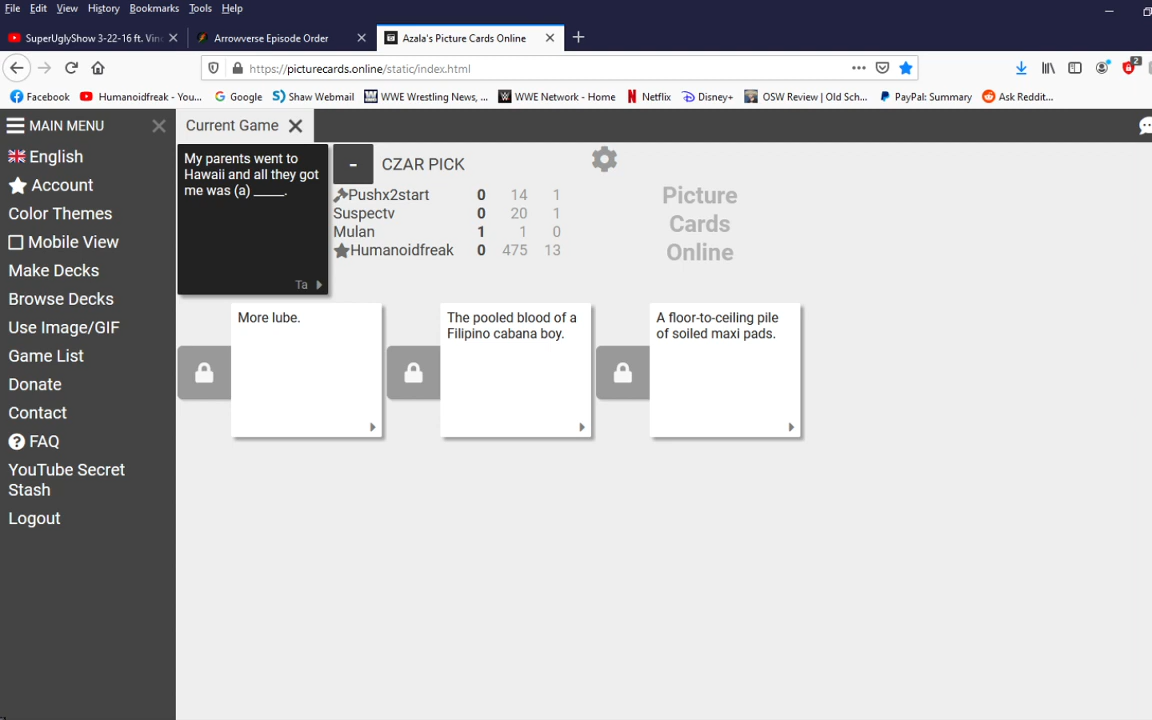 File Edit View History Bookmarks Tools Help
SuperUglyShow 3-22-16 ft. Vinc
Arrowverse Episode Order
Azala's Picture Cards Online
https://picturecards.online/static/index.html
2
Facebook Humanoidfreak - You... Google Shaw Webmail WWE Wrestling News, ... WWE Network - Home Netflix Disney+ OSW Review | Old Sch... PayPal: Summary Ask Reddit...
MAIN MENU
English
Account
Color Themes
Mobile View
Make Decks
Browse Decks
Use Image/GIF
Game List
Donate
Contact
FAQ
YouTube Secret
Stash
Logout
Current Game
My parents went to
Hawaii and all they got
me was (a) _____.
Ta
- CZAR PICK
Pushx2start 0 14 1
Suspectv 0 20 1
Mulan 1 1 0
Humanoidfreak 0 475 13
Picture
Cards
Online
More lube.
The pooled blood of a
Filipino cabana boy.
A floor-to-ceiling pile
of soiled maxi pads.